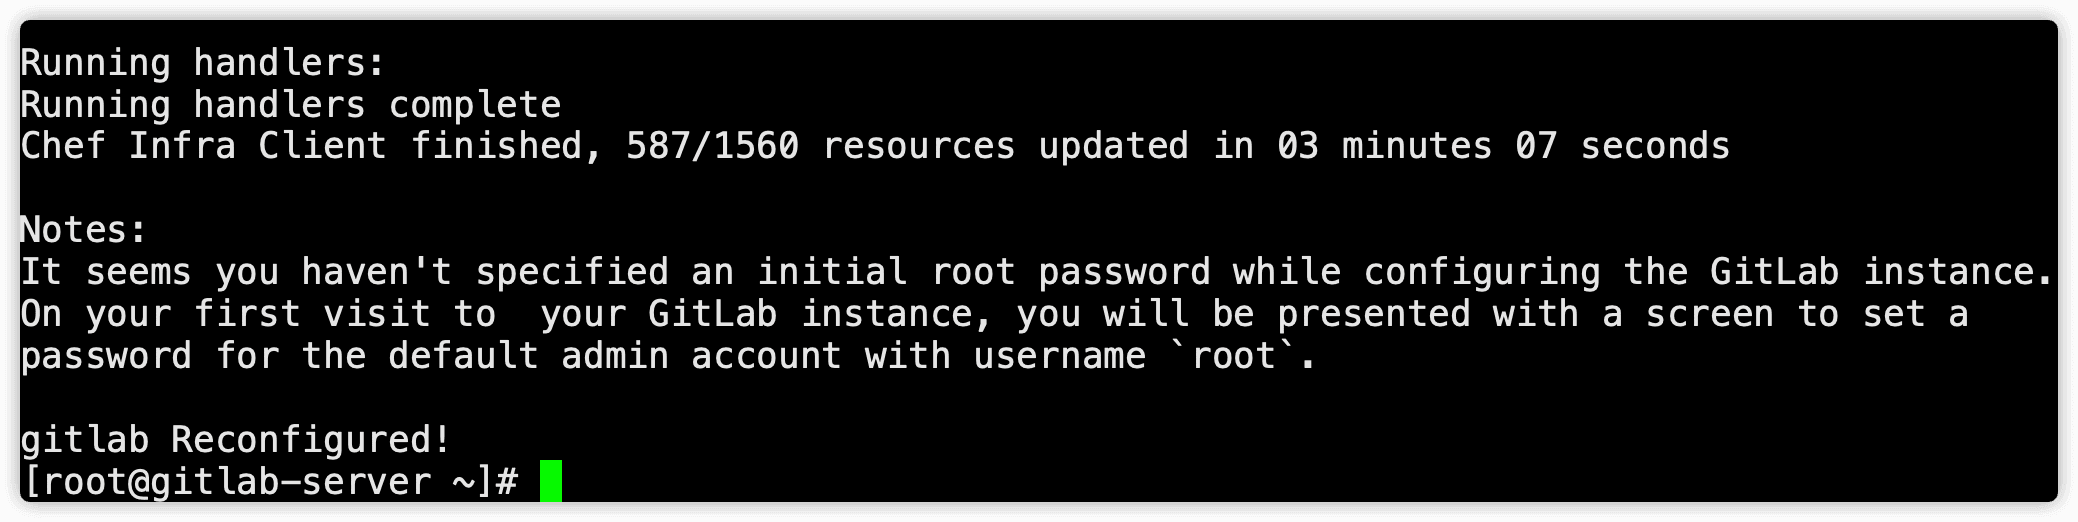 Running handlers:
Running handlers complete
Chef Infra Client finished, 587/1560 resources updated in 03 minutes 07 seconds
Notes:
It seems you haven't specified an initial root password while configuring the GitLab instance.
On your first visit to  your GitLab instance, you will be presented with a screen to set a
password for the default admin account with username `root`.
gitlab Reconfigured!
[root@gitlab-server ~]#